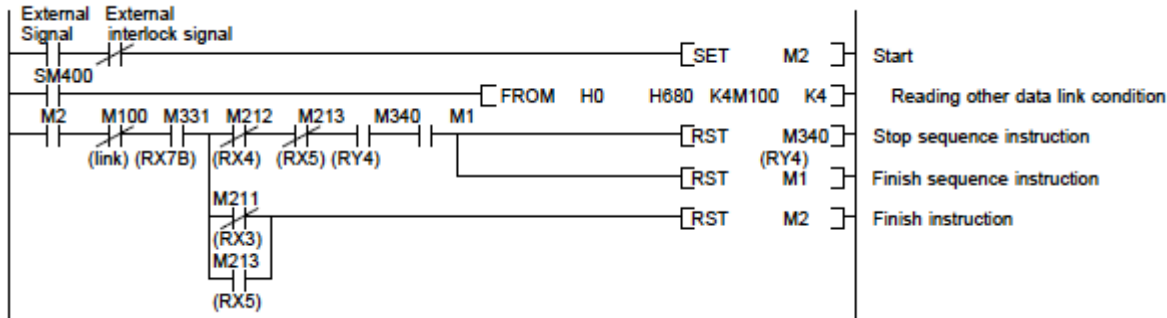 External External
Signal interlock signal
SET M2 Start
SM400
FROM H0 H680 K4M100 K4 Reading other data link condition
M2 M100 M331 M212 M213 M340 M1
RST M340 Stop sequence instruction
(link) (RX7B) (RX4) (RX5) (RY4) (RY4)
RST M1 Finish sequence instruction
M211
RST M2 Finish instruction
(RX3)
M213
(RX5)